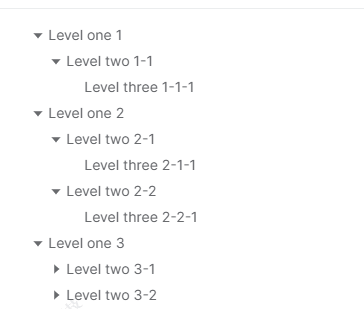 Level one 1
Level two 1-1
Level three 1-1-1
Level one 2
Level two 2-1
Level three 2-1-1
Level two 2-2
Level three 2-2-1
Level one 3
Level two 3-1
Level two 3-2